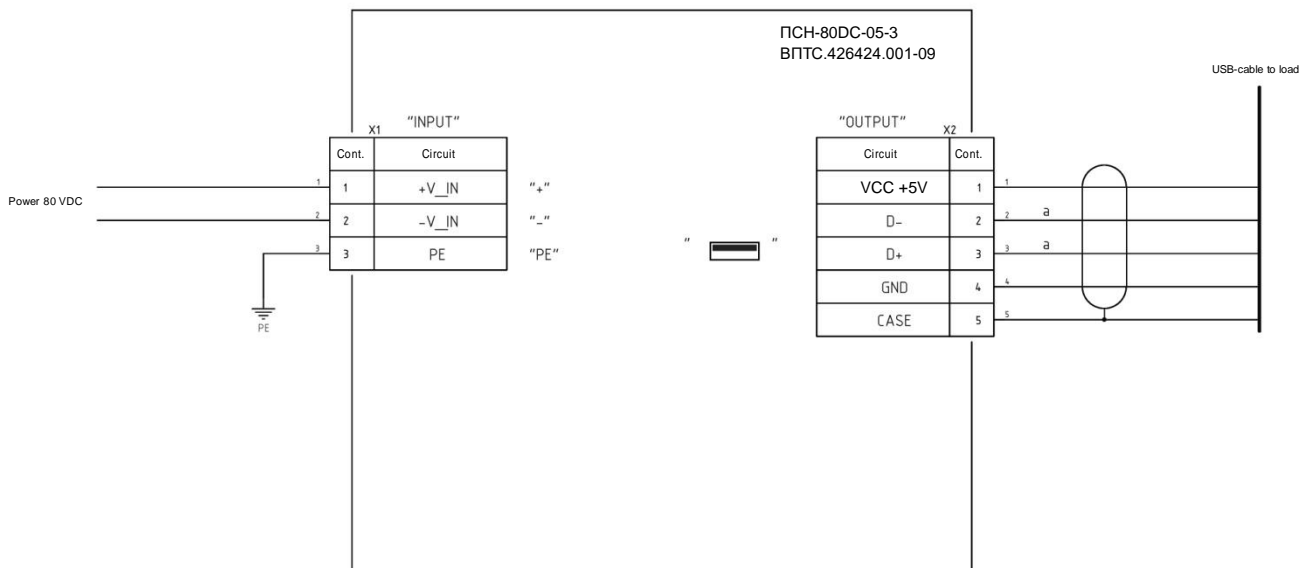 ПСН-80DC-05-3
ВПТС.426424.001-09
USB-cable to load
X1 "INPUT"
"OUTPUT" X2
Cont. Circuit
Circuit Cont.
Power 80 VDC
1 1 +V_IN "+"
VCC +5V 1 1
2 2 -V_IN "-"
D- 2 2 a
3 3 PE "PE"
" "
D+ 3 3 a
GND 4 4
PE
CASE 5 5